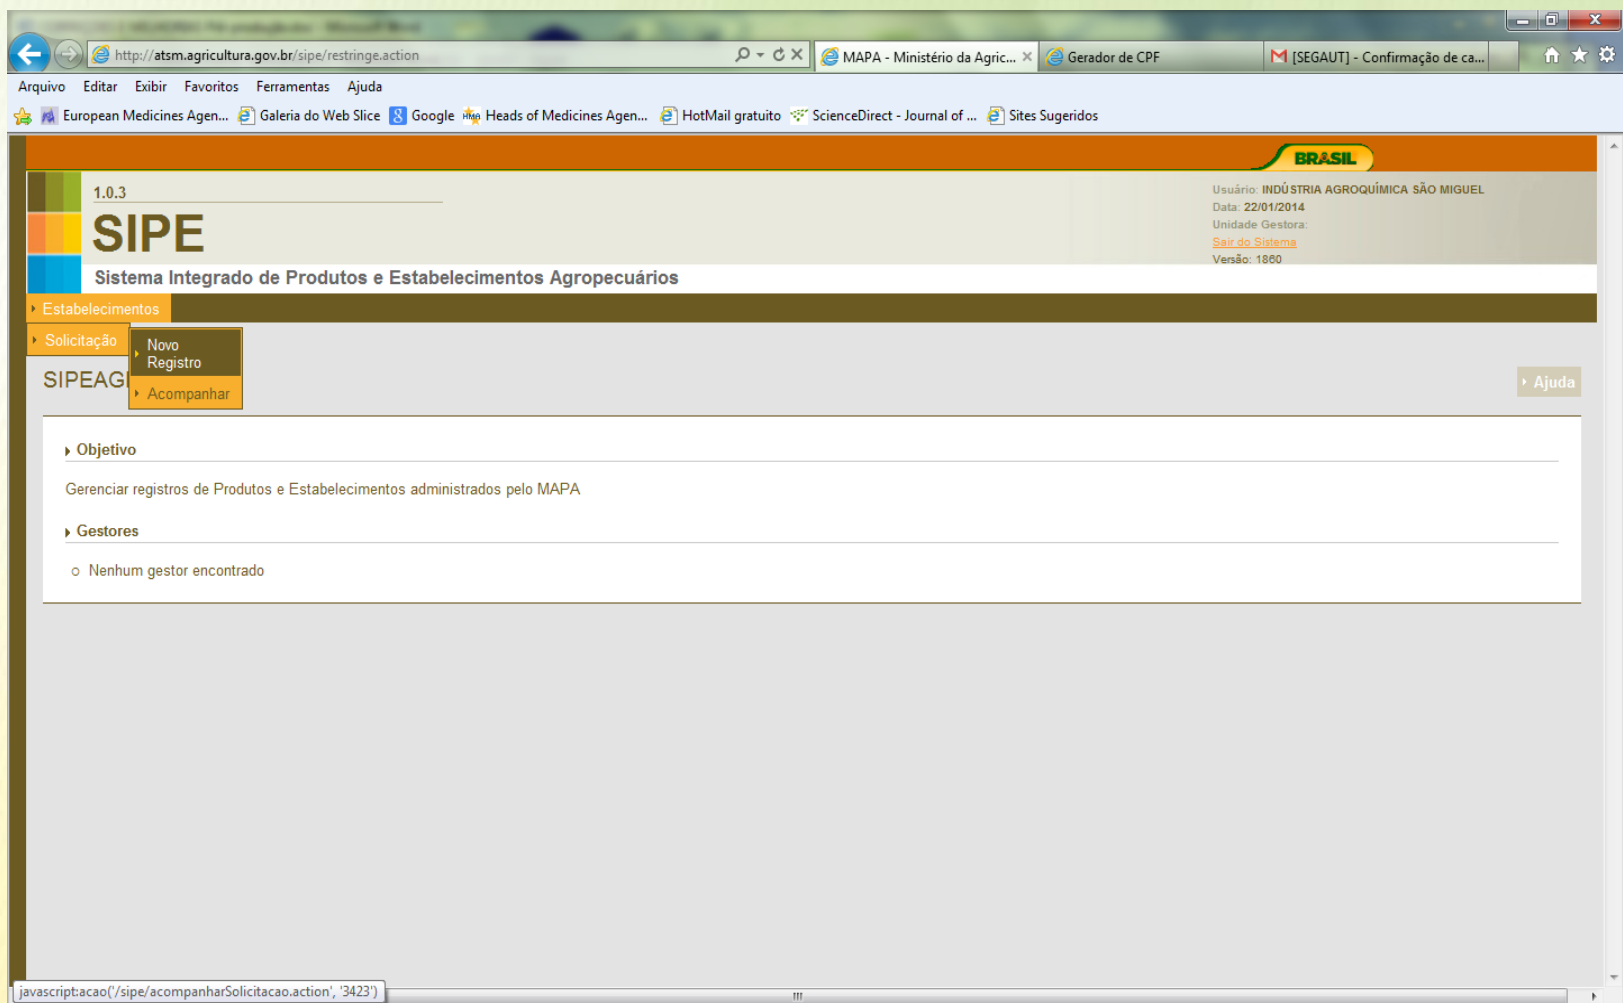 http://atsm.agricultura.gov.br/sipe/restringe.action
MAPA - Ministério da Agric...
Gerador de CPF
[SEGAUT] - Confirmação de ca...
Arquivo Editar Exibir Favoritos Ferramentas Ajuda
European Medicines Agen... Galeria do Web Slice Google Heads of Medicines Agen... HotMail gratuito ScienceDirect - Journal of ... Sites Sugeridos
BRASIL
1.0.3
SIPE
Sistema Integrado de Produtos e Estabelecimentos Agropecuários
Usuário: INDÚSTRIA AGROQUÍMICA SÃO MIGUEL
Data: 22/01/2014
Unidade Gestora:
Sair do Sistema
Versão: 1860
Estabelecimentos
Solicitação
Novo
Registro
Acompanhar
SIPEAG
Ajuda
Objetivo
Gerenciar registros de Produtos e Estabelecimentos administrados pelo MAPA
Gestores
Nenhum gestor encontrado
javascript:acao('/sipe/acompanharSolicitacao.action', '3423')